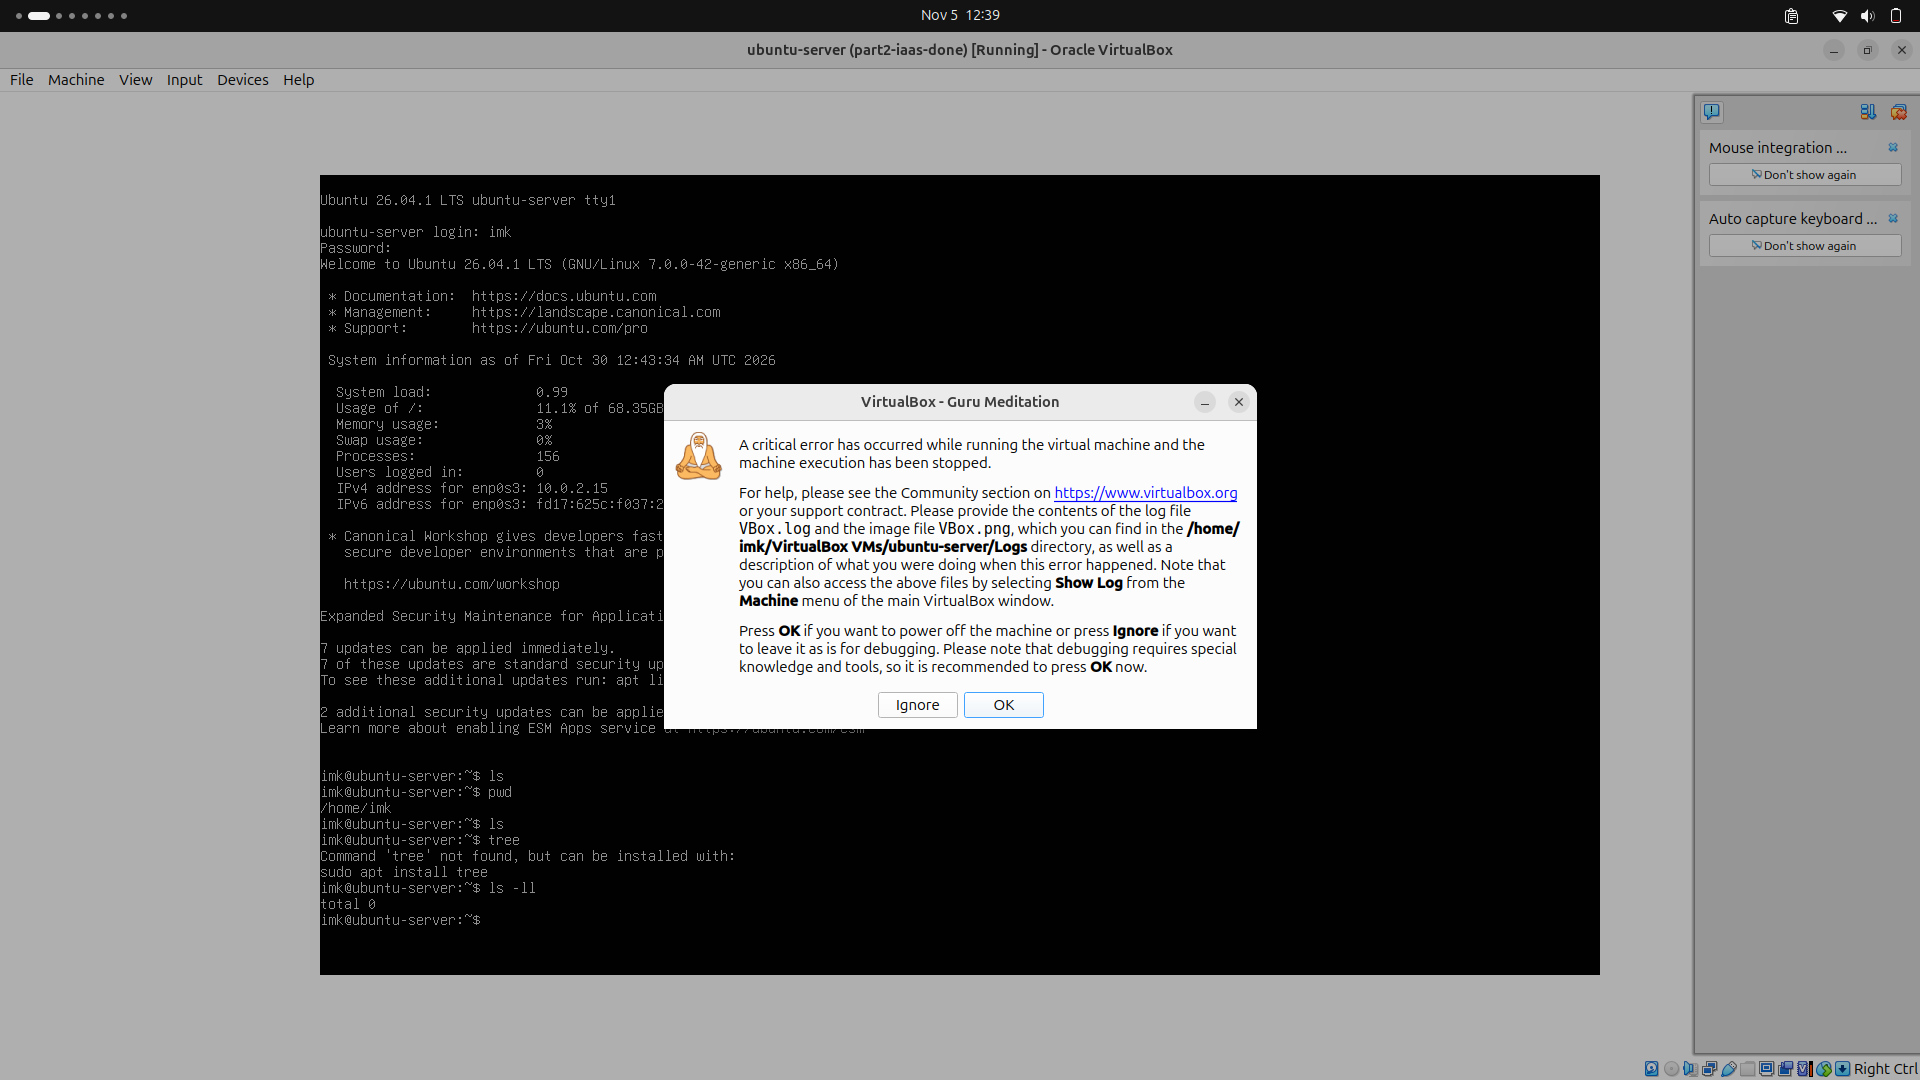 Nov 5 12:39
ubuntu-server (part2-iaas-done) [Running] - Oracle VirtualBox
File Machine View Input Devices Help
Mouse integration ...
Don't show again
Auto capture keyboard ...
Don't show again
Ubuntu 26.04.1 LTS ubuntu-server tty1
ubuntu-server login: imk
Password:
Welcome to Ubuntu 26.04.1 LTS (GNU/Linux 7.0.0-42-generic x86_64)
* Documentation: https://docs.ubuntu.com
* Management: https://landscape.canonical.com
* Support: https://ubuntu.com/pro
System information as of Fri Oct 30 12:43:34 AM UTC 2026
System load: 0.99
Usage of /: 11.1% of 68.35GB
Memory usage: 3%
Swap usage: 0%
Processes: 156
Users logged in: 0
IPv4 address for enp0s3: 10.0.2.15
IPv6 address for enp0s3: fd17:625c:f037:2
* Canonical Workshop gives developers fast
secure developer environments that are p
https://ubuntu.com/workshop
Expanded Security Maintenance for Applicati
7 updates can be applied immediately.
7 of these updates are standard security up
To see these additional updates run: apt li
2 additional security updates can be applie
Learn more about enabling ESM Apps service at https://ubuntu.com/esm
imk@ubuntu-server:~$ ls
imk@ubuntu-server:~$ pwd
/home/imk
imk@ubuntu-server:~$ ls
imk@ubuntu-server:~$ tree
Command 'tree' not found, but can be installed with:
sudo apt install tree
imk@ubuntu-server:~$ ls -ll
total 0
imk@ubuntu-server:~$
VirtualBox - Guru Meditation
A critical error has occurred while running the virtual machine and the
machine execution has been stopped.
For help, please see the Community section on https://www.virtualbox.org
or your support contract. Please provide the contents of the log file
VBox.log and the image file VBox.png, which you can find in the /home/
imk/VirtualBox VMs/ubuntu-server/Logs directory, as well as a
description of what you were doing when this error happened. Note that
you can also access the above files by selecting Show Log from the
Machine menu of the main VirtualBox window.
Press OK if you want to power off the machine or press Ignore if you want
to leave it as is for debugging. Please note that debugging requires special
knowledge and tools, so it is recommended to press OK now.
Ignore OK
Right Ctrl